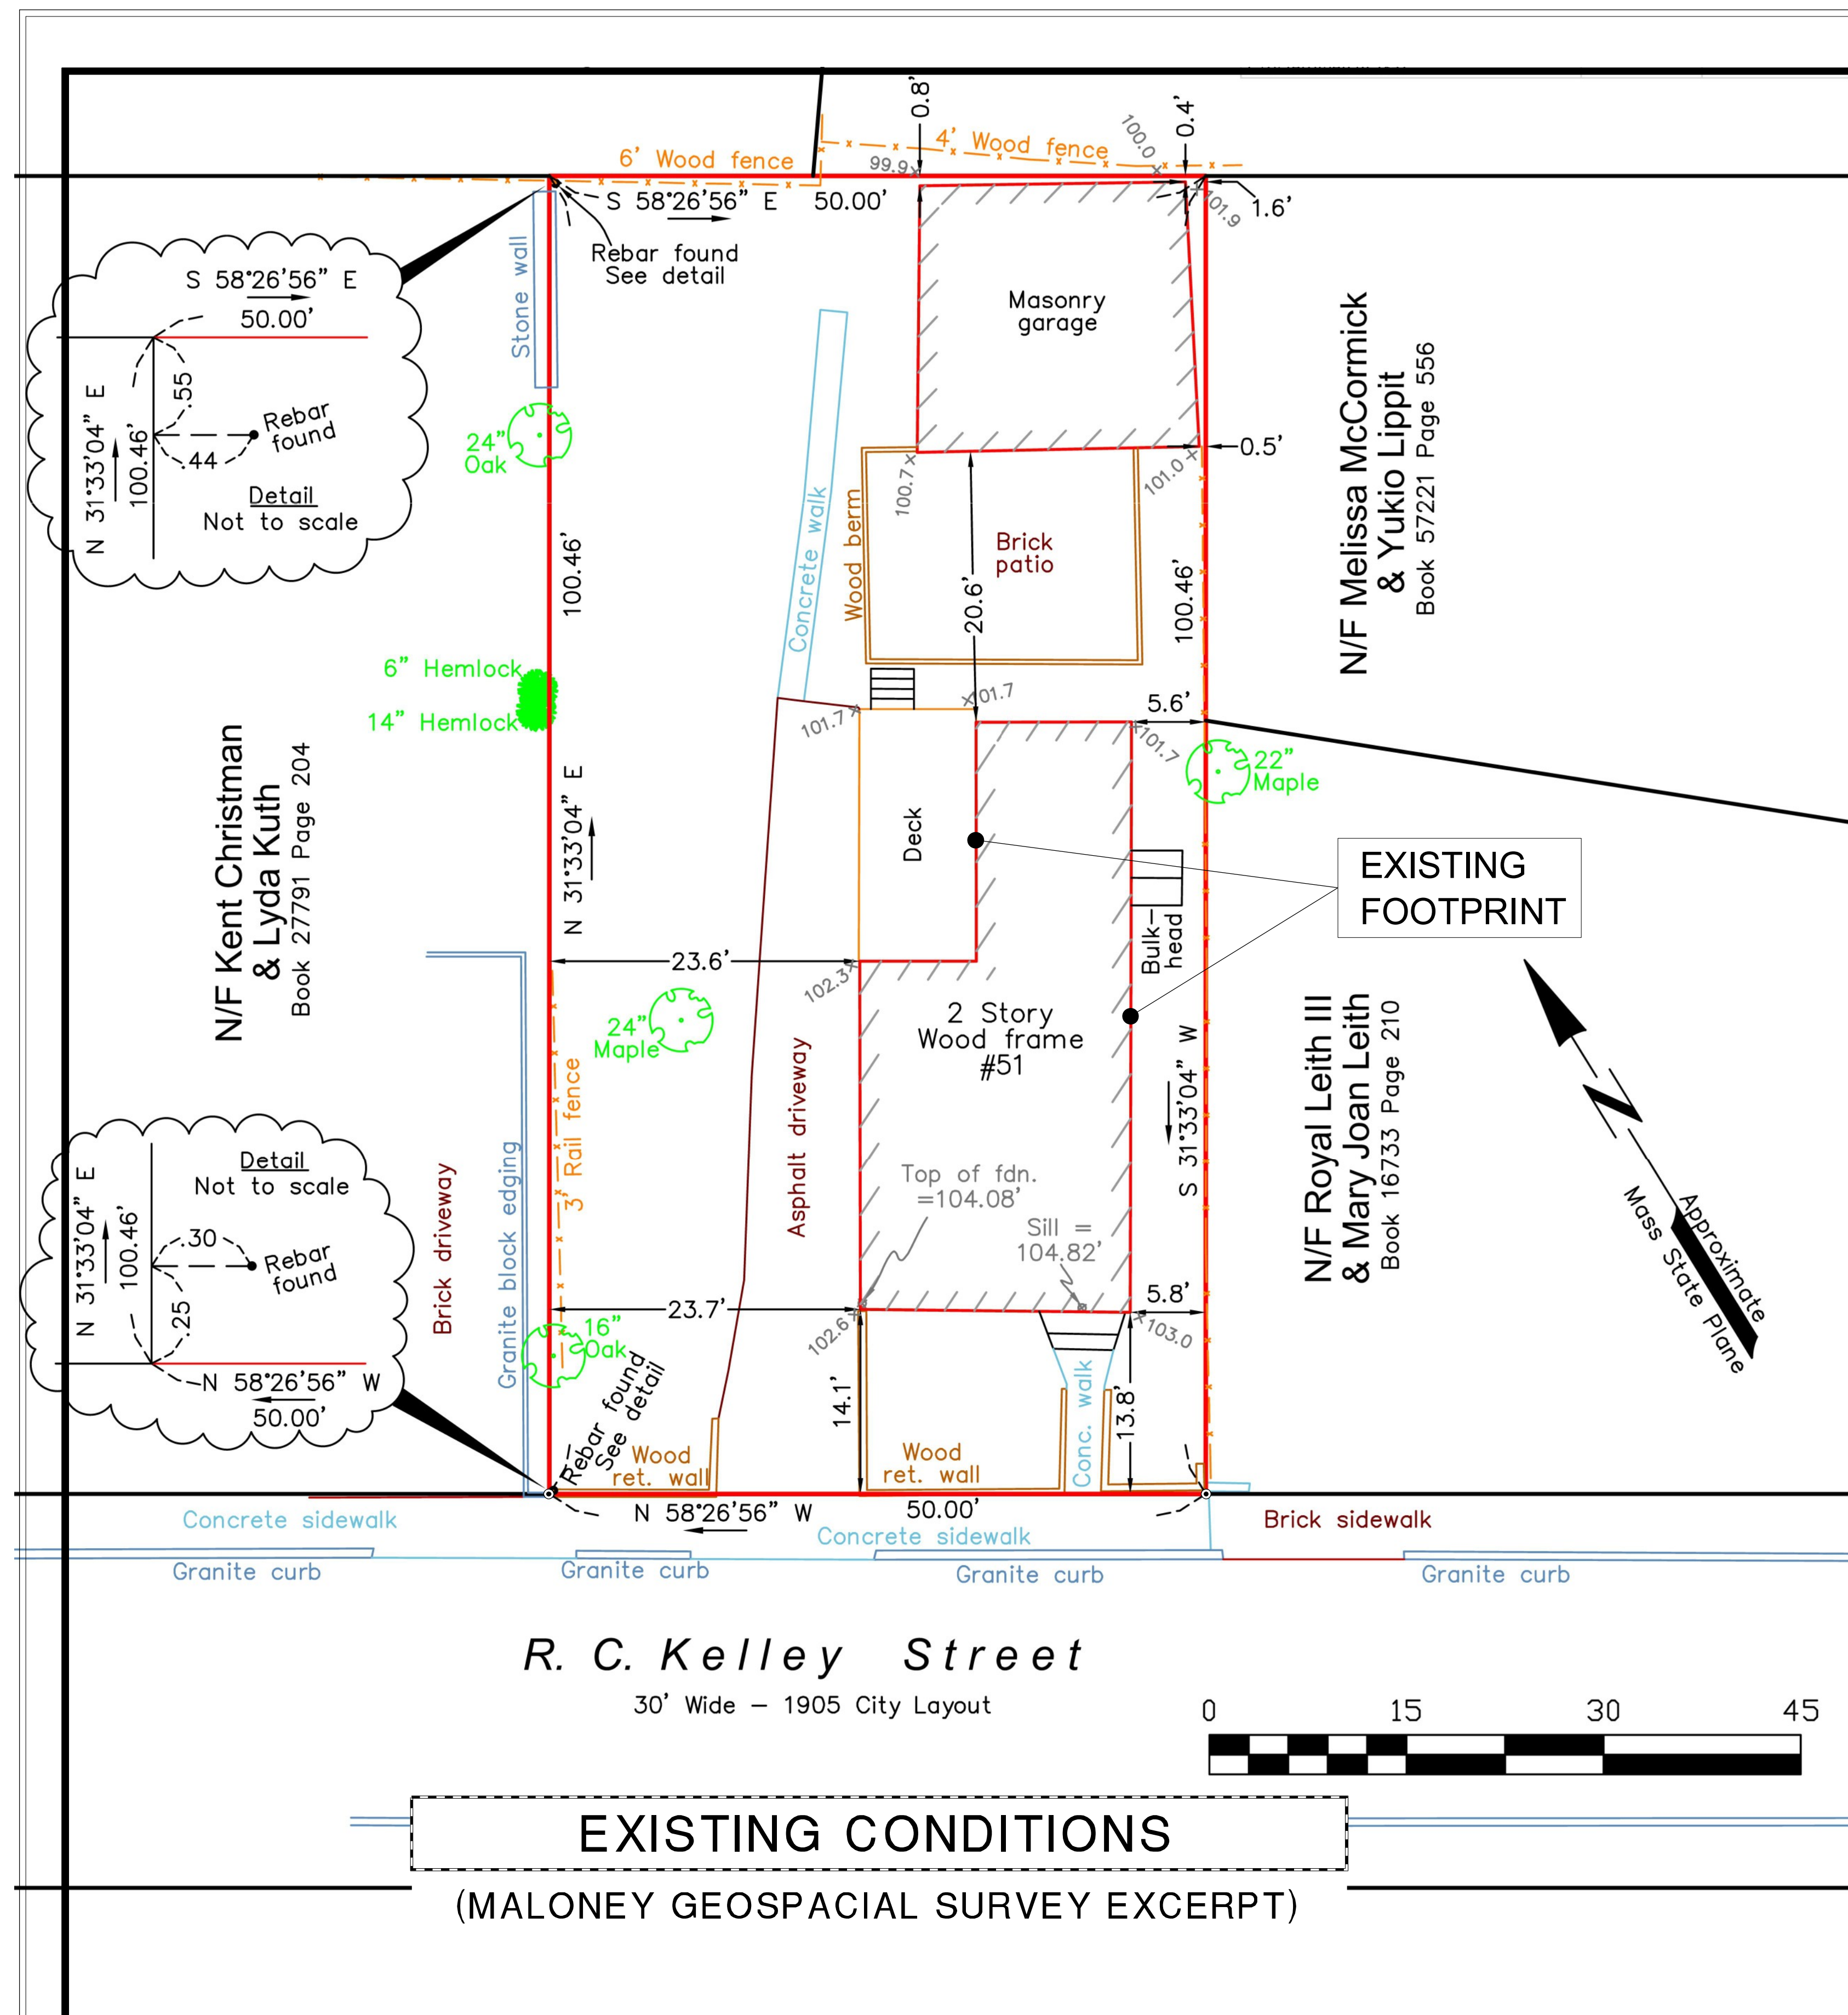 0.8'
0.4'
6' Wood fence
4' Wood fence
100.0
99.9
S 58°26'56" E 50.00'
101.9
1.6'
Rebar found
See detail
Stone wall
S 58°26'56" E
50.00'
N 31°33'04" E
100.46'
.55
.44
Rebar
found
Detail
Not to scale
Masonry
garage
24"
Oak
0.5'
100.7
101.0
N/F Melissa McCormick
& Yukio Lippit
Book 57221 Page 556
100.46'
Concrete walk
Wood berm
Brick
patio
20.6'
100.46'
6" Hemlock
14" Hemlock
101.7
101.7
5.6'
101.7
22"
Maple
N/F Kent Christman
& Lyda Kuth
Book 27791 Page 204
N 31°33'04" E
Deck
EXISTING
FOOTPRINT
Bulk-
head
23.6'
102.3
24"
Maple
2 Story
Wood frame
#51
S 31°33'04" W
N/F Royal Leith III
& Mary Joan Leith
Book 16733 Page 210
Approximate
Mass State Plane
3' Rail fence
Asphalt driveway
Brick driveway
Granite block edging
Top of fdn.
=104.08'
Sill =
104.82'
Detail
Not to scale
N 31°33'04" E
100.46'
.30
.25
Rebar
found
N 58°26'56" W
50.00'
23.7'
5.8'
102.6
103.0
16"
Oak
Rebar found
See detail
14.1'
13.8'
Conc. walk
Wood
ret. wall
Wood
ret. wall
N 58°26'56" W 50.00'
Concrete sidewalk
Concrete sidewalk
Brick sidewalk
Granite curb
Granite curb
Granite curb
Granite curb
R. C. Kelley Street
30' Wide – 1905 City Layout
0 15 30 45
EXISTING CONDITIONS
(MALONEY GEOSPACIAL SURVEY EXCERPT)